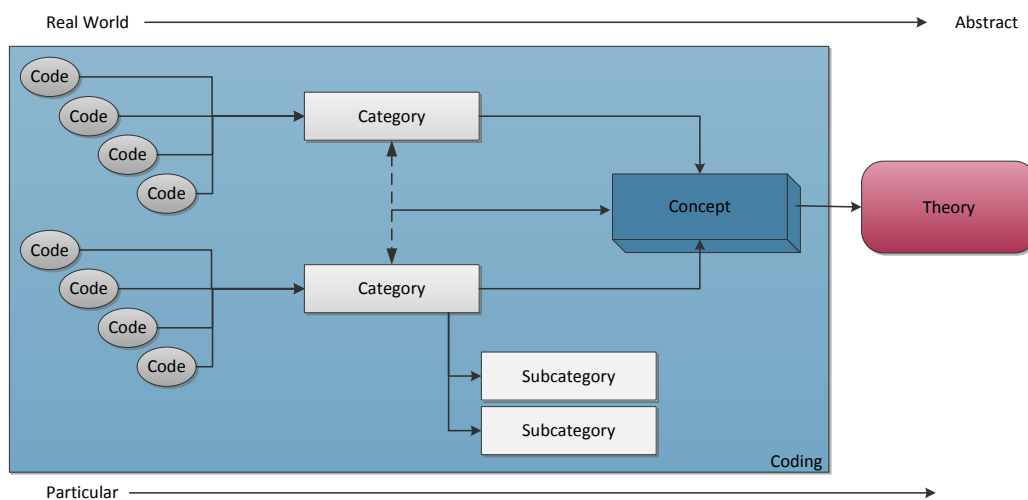 Real World
Abstract
Code
Code
Code
Code
Category
Concept
Theory
Code
Code
Code
Code
Category
Subcategory
Subcategory
Coding
Particular